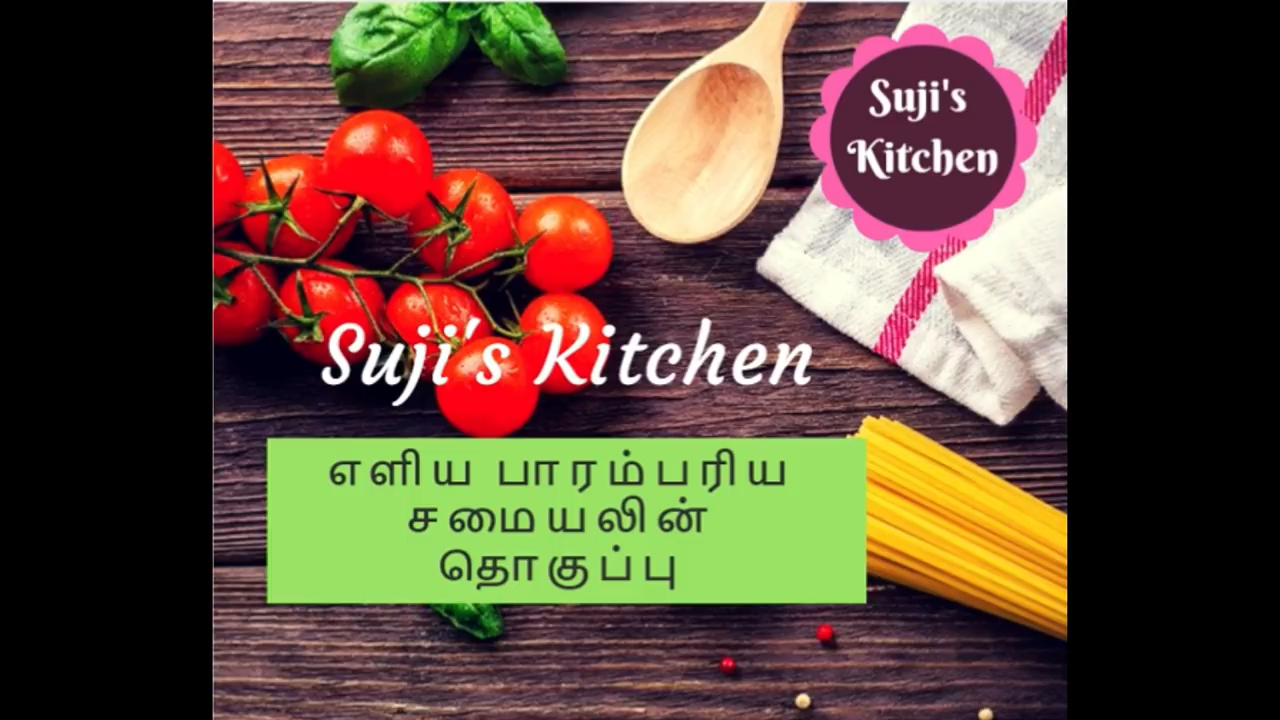 Suji's
Kitchen
Suji's Kitchen
எளிய பாரம்பரிய
சமையலின்
தொகுப்பு